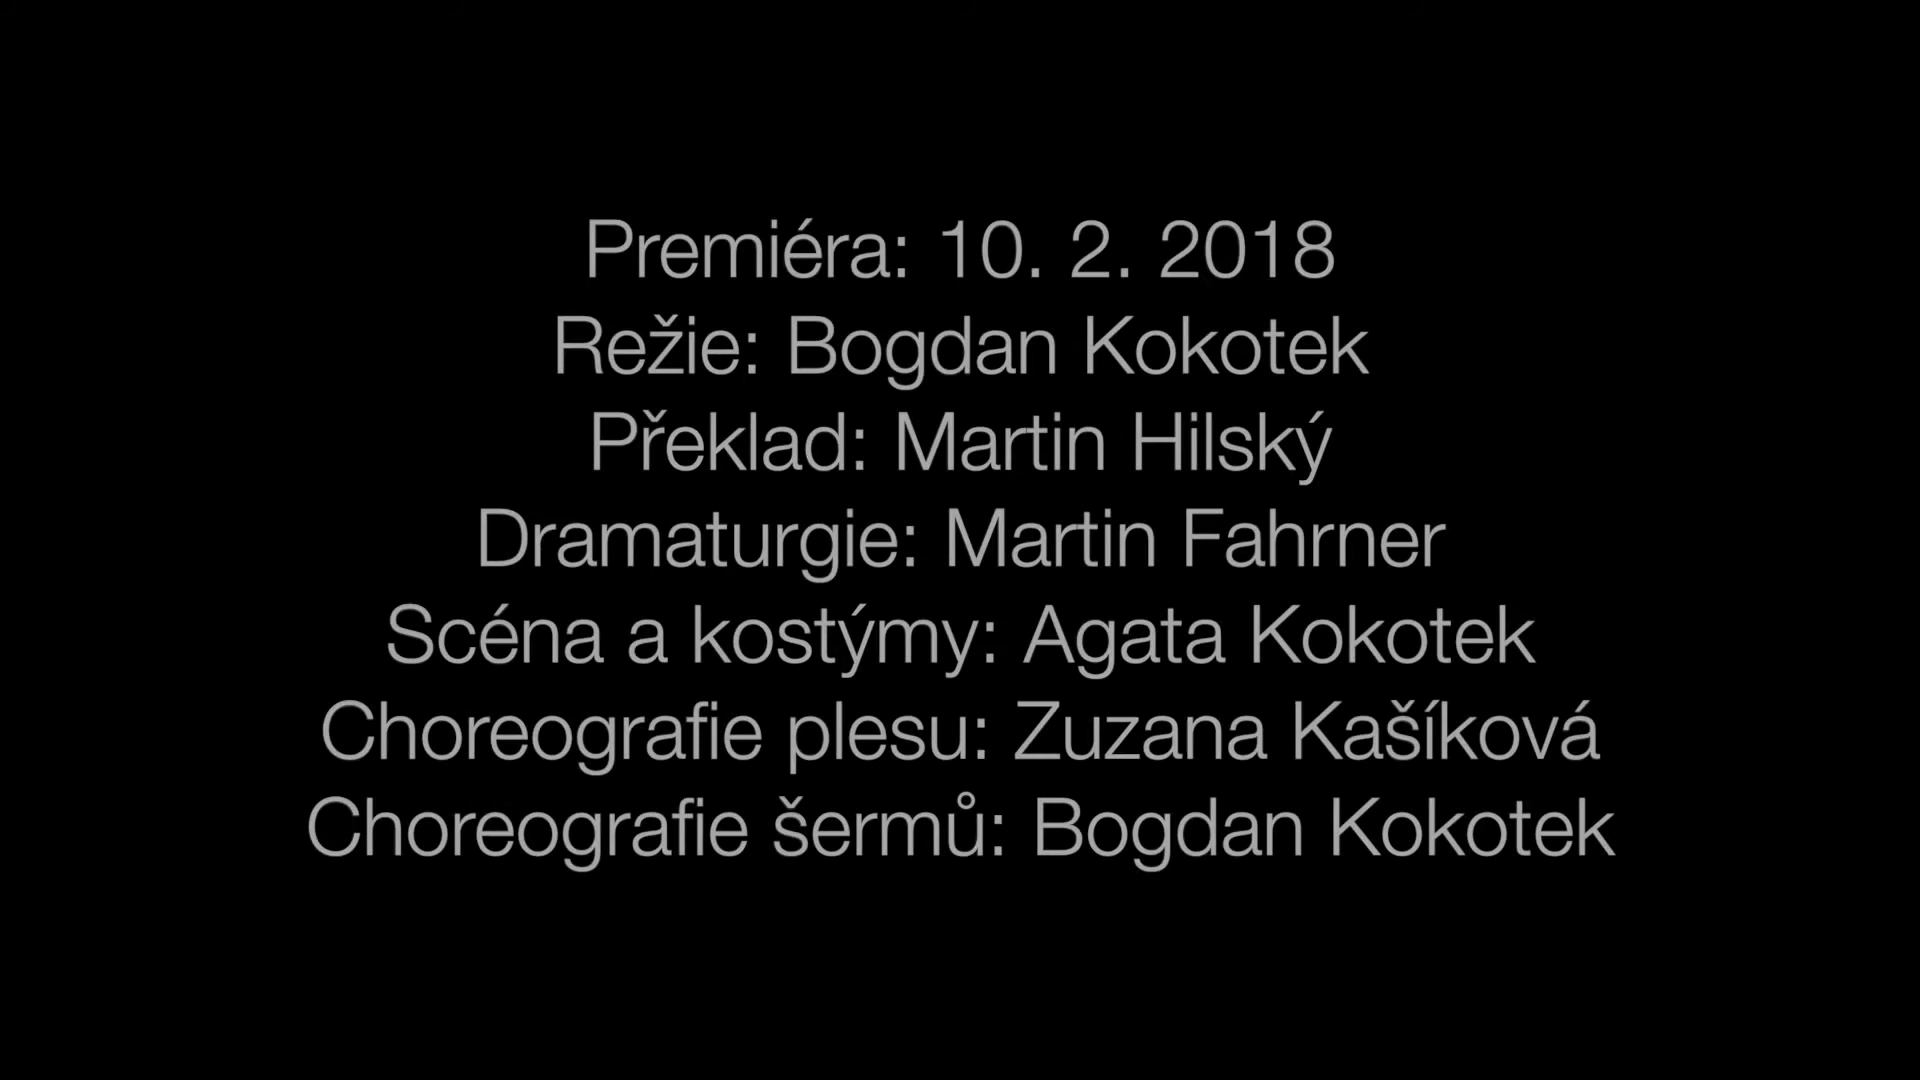 Premiéra: 10. 2. 2018
Režie: Bogdan Kokotek
Překlad: Martin Hilský
Dramaturgie: Martin Fahrner
Scéna a kostýmy: Agata Kokotek
Choreografie plesu: Zuzana Kašíková
Choreografie šermů: Bogdan Kokotek